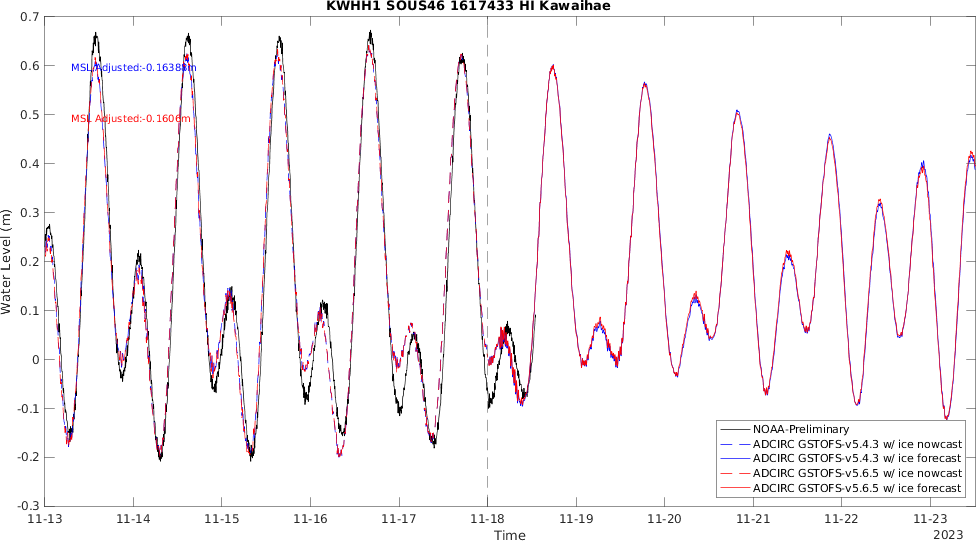 KWHH1 SOUS46 1617433 HI Kawaihae
0.7
0.6
0.5
0.4
0.3
0.2
0.1
0
-0.1
-0.2
-0.3
Water Level (m)
MSL Adjusted:-0.16388m
MSL Adjusted:-0.1606m
NOAA-Preliminary
ADCIRC GSTOFS-v5.4.3 w/ ice nowcast
ADCIRC GSTOFS-v5.4.3 w/ ice forecast
ADCIRC GSTOFS-v5.6.5 w/ ice nowcast
ADCIRC GSTOFS-v5.6.5 w/ ice forecast
11-13 11-14 11-15 11-16 11-17 11-18 11-19 11-20 11-21 11-22 11-23
Time
2023